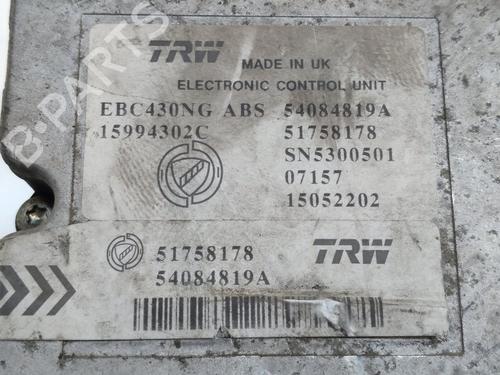 TRW
MADE IN UK
ELECTRONIC CONTROL UNIT
EBC430NG ABS 54084819A
15994302C 51758178
SN5300501
07157
15052202
51758178 TRW
54084819A
B-PARTS